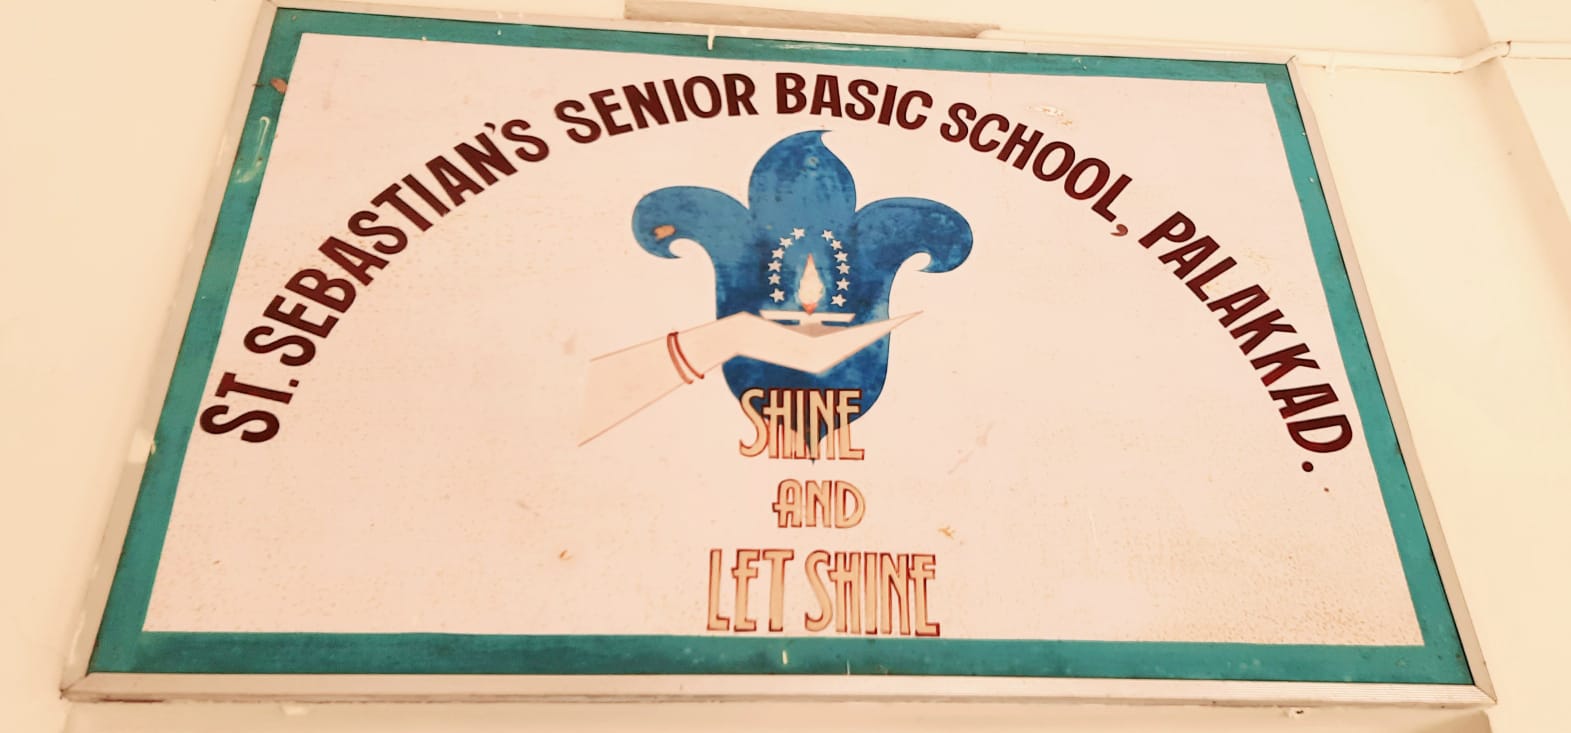 ST. SEBASTIAN'S SENIOR BASIC SCHOOL, PALAKKAD.
SHINE
AND
LET SHINE